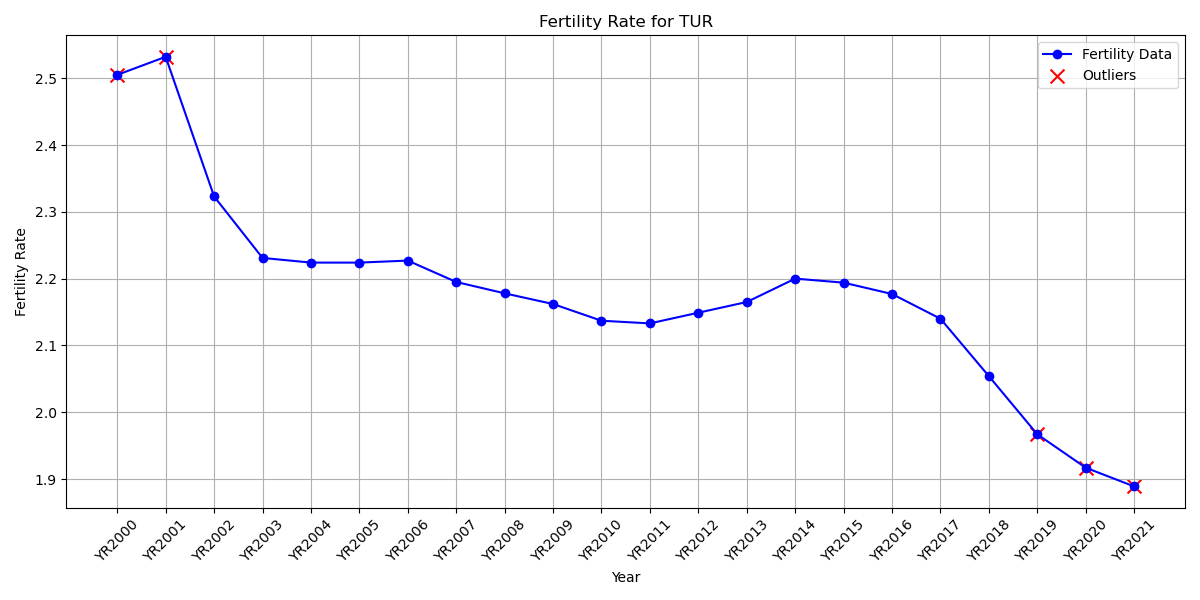 Fertility Rate for TUR
Fertility Data
Outliers
Fertility Rate
2.5
2.4
2.3
2.2
2.1
2.0
1.9
YR2000
YR2001
YR2002
YR2003
YR2004
YR2005
YR2006
YR2007
YR2008
YR2009
YR2010
YR2011
YR2012
YR2013
YR2014
YR2015
YR2016
YR2017
YR2018
YR2019
YR2020
YR2021
Year